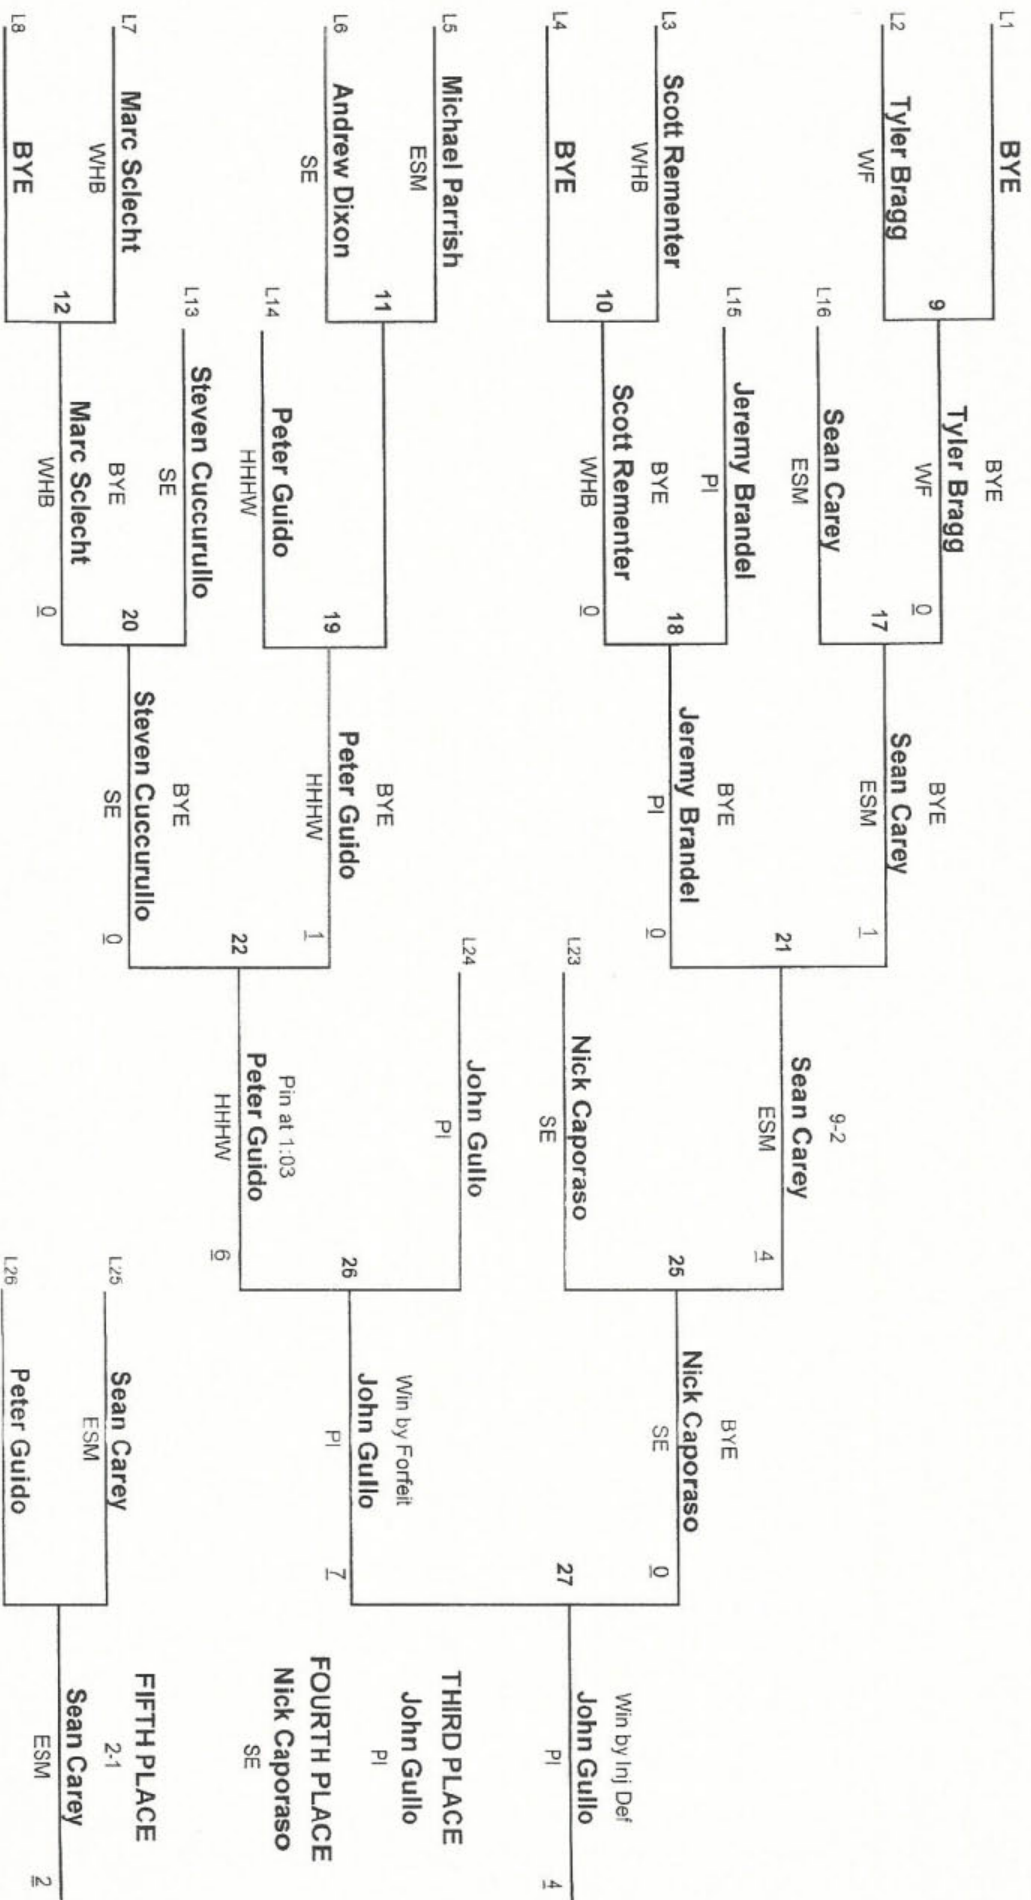 L1
BYE
L2
Tyler Bragg
WF
9
BYE
Tyler Bragg
WF
0
L16
Sean Carey
ESM
17
BYE
Sean Carey
ESM
1
L3
Scott Rementer
WHB
L4
BYE
10
L15
Jeremy Brandel
PI
BYE
Scott Rementer
WHB
0
18
BYE
Jeremy Brandel
PI
0
21
9-2
Sean Carey
ESM
4
L23
Nick Caporaso
SE
25
BYE
Nick Caporaso
SE
0
L5
Michael Parrish
ESM
L6
Andrew Dixon
SE
11
L14
Peter Guido
HHHW
19
BYE
Peter Guido
HHHW
1
L7
Marc Sclecht
WHB
L8
BYE
12
L13
Steven Cuccurullo
SE
BYE
Marc Sclecht
WHB
0
20
BYE
Steven Cuccurullo
SE
0
22
L24
John Gullo
PI
Pin at 1:03
Peter Guido
HHHW
6
26
Win by Forfeit
John Gullo
PI
7
27
Win by Inj Def
John Gullo
PI
4
THIRD PLACE
John Gullo
PI
FOURTH PLACE
Nick Caporaso
SE
L25
Sean Carey
ESM
L26
Peter Guido
FIFTH PLACE
2-1
Sean Carey
ESM
2